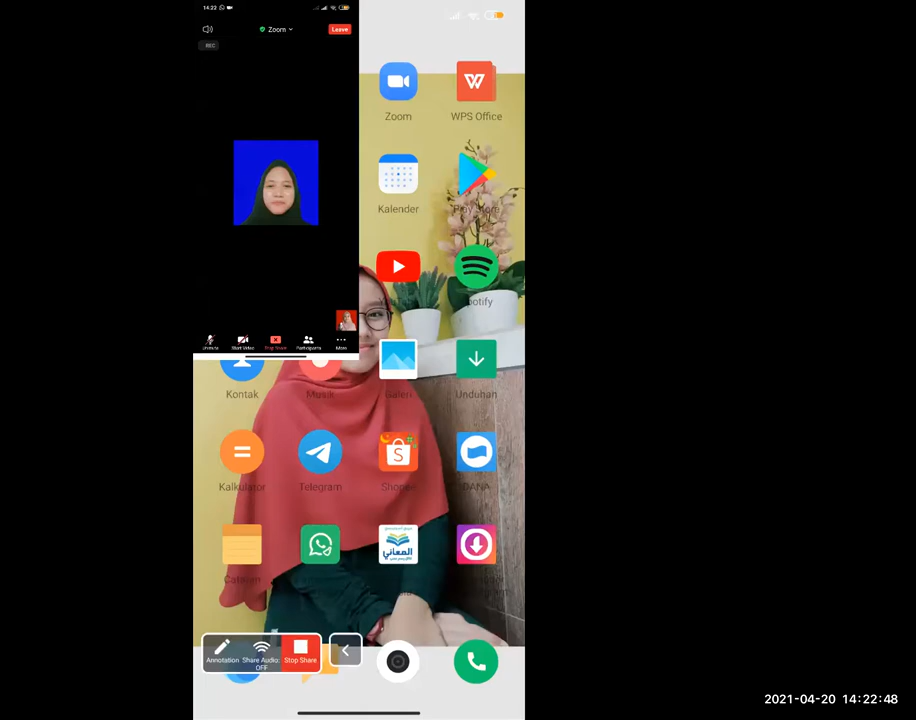 14:22
Zoom
Leave
REC
Unmute
Start Video
Stop Share
Participants
More
Zoom
WPS Office
Kalender
Play Store
YouTube
Spotify
Kontak
Musik
Galeri
Unduhan
Kalkulator
Telegram
Shopee
DANA
المعاني
Catatan
Annotation
Share Audio: OFF
Stop Share
2021-04-20 14:22:48